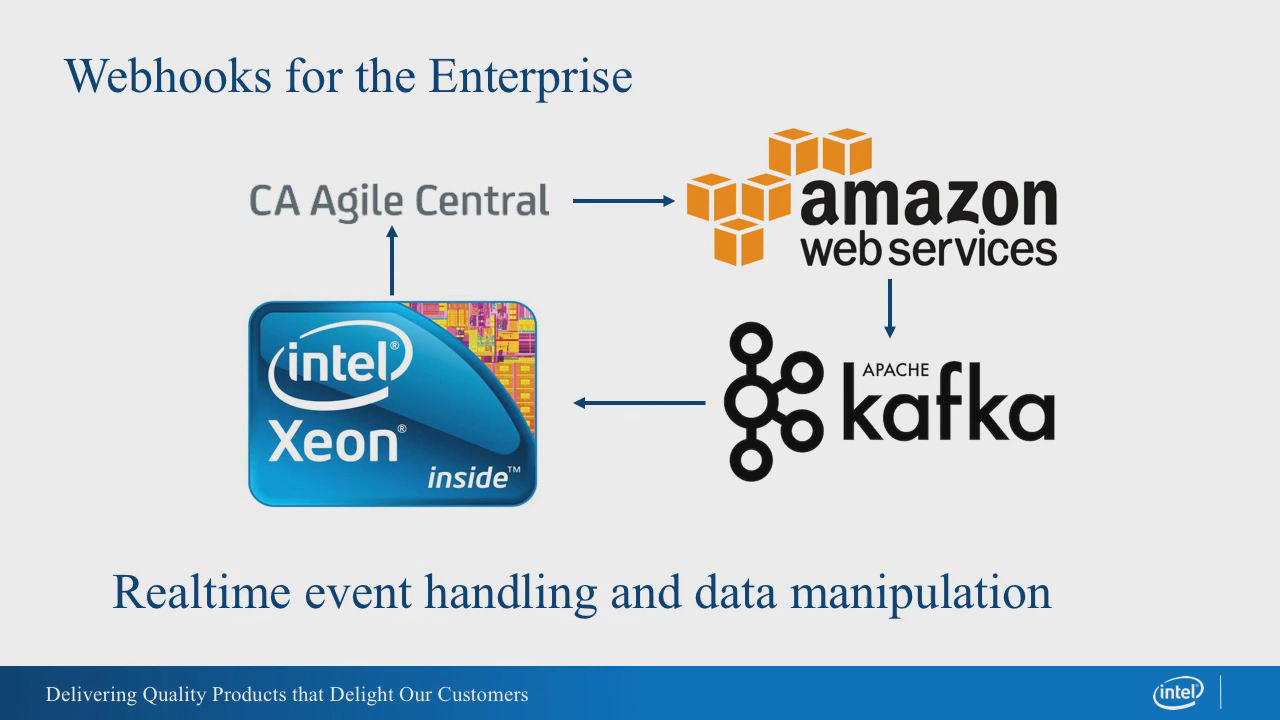 Webhooks for the Enterprise
CA Agile Central
amazon
web services
intel®
Xeon®
inside™
APACHE
kafka
Realtime event handling and data manipulation
Delivering Quality Products that Delight Our Customers
intel